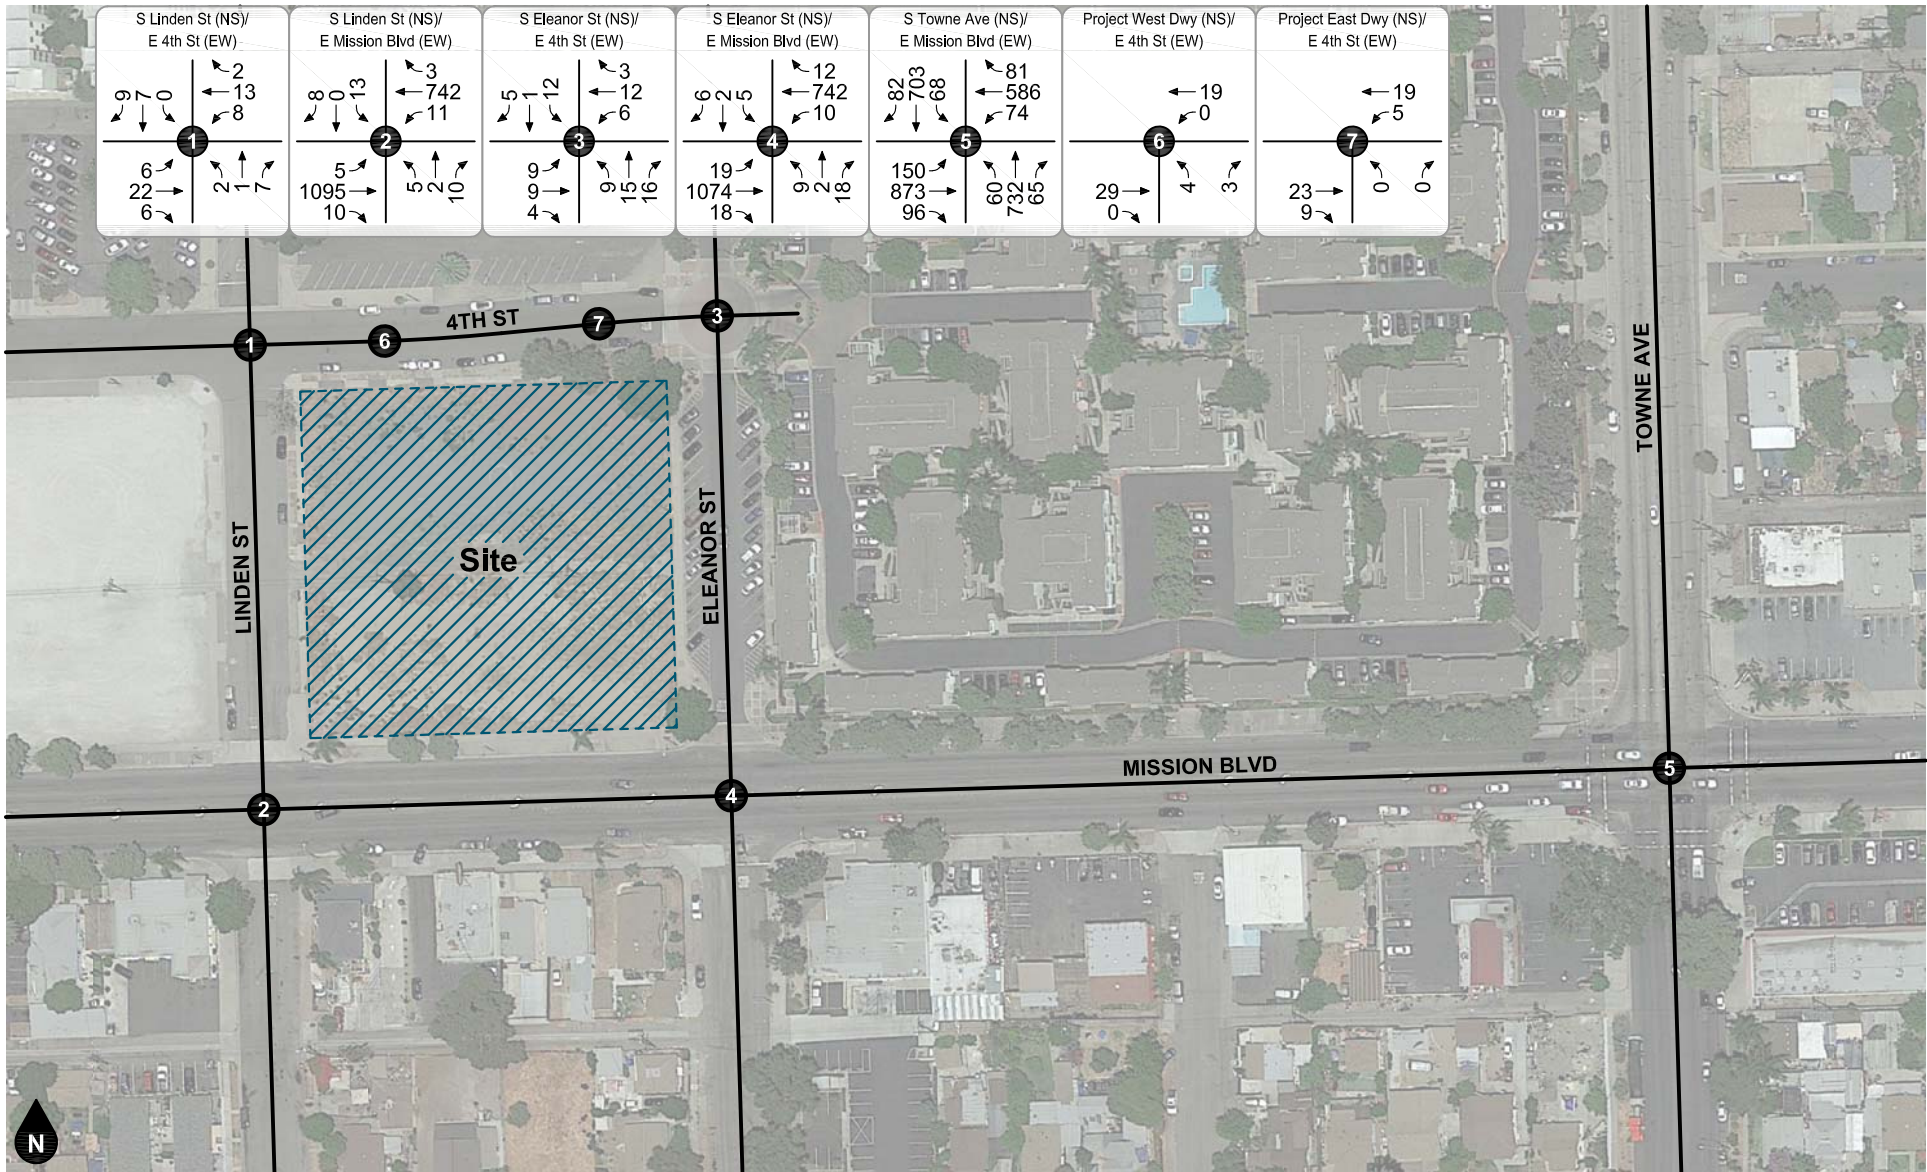 S Linden St (NS)/
E 4th St (EW)
9 7 0
2
13
8
1
6
22
6
2 1 7
S Linden St (NS)/
E Mission Blvd (EW)
8 0 13
3
742
11
2
5
1095
10
5 2 10
S Eleanor St (NS)/
E 4th St (EW)
5 1 12
3
12
6
3
9
9
4
9 15 16
S Eleanor St (NS)/
E Mission Blvd (EW)
6 2 5
12
742
10
4
19
1074
18
9 2 18
S Towne Ave (NS)/
E Mission Blvd (EW)
82 703 68
81
586
74
5
150
873
96
60 732 65
Project West Dwy (NS)/
E 4th St (EW)
19
0
6
29
0
4 3
Project East Dwy (NS)/
E 4th St (EW)
19
5
7
23
9
0 0
1
6
4TH ST
7
3
LINDEN ST
Site
ELEANOR ST
TOWNE AVE
2
4
MISSION BLVD
5
N